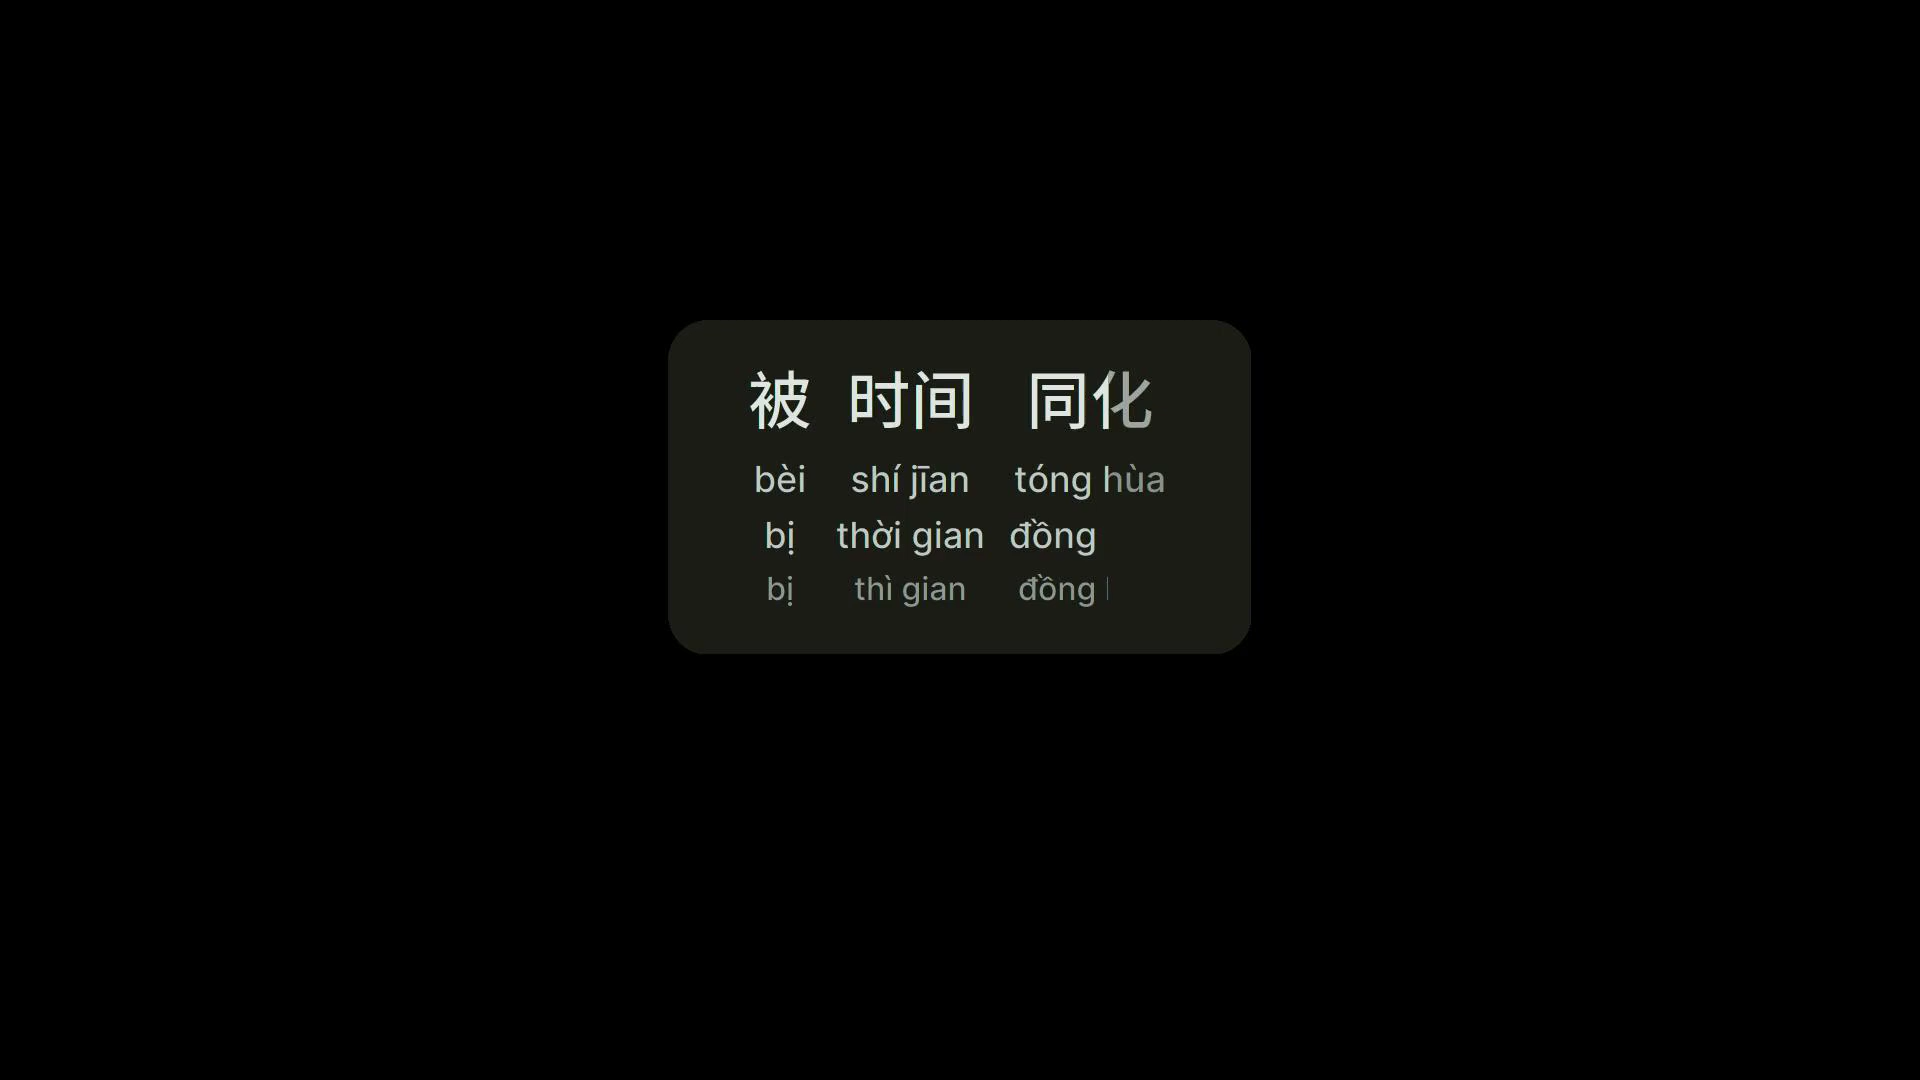 被 时间 同化
bèi shí jīan tóng hùa
bị thời gian đồng
bị thì gian đồng